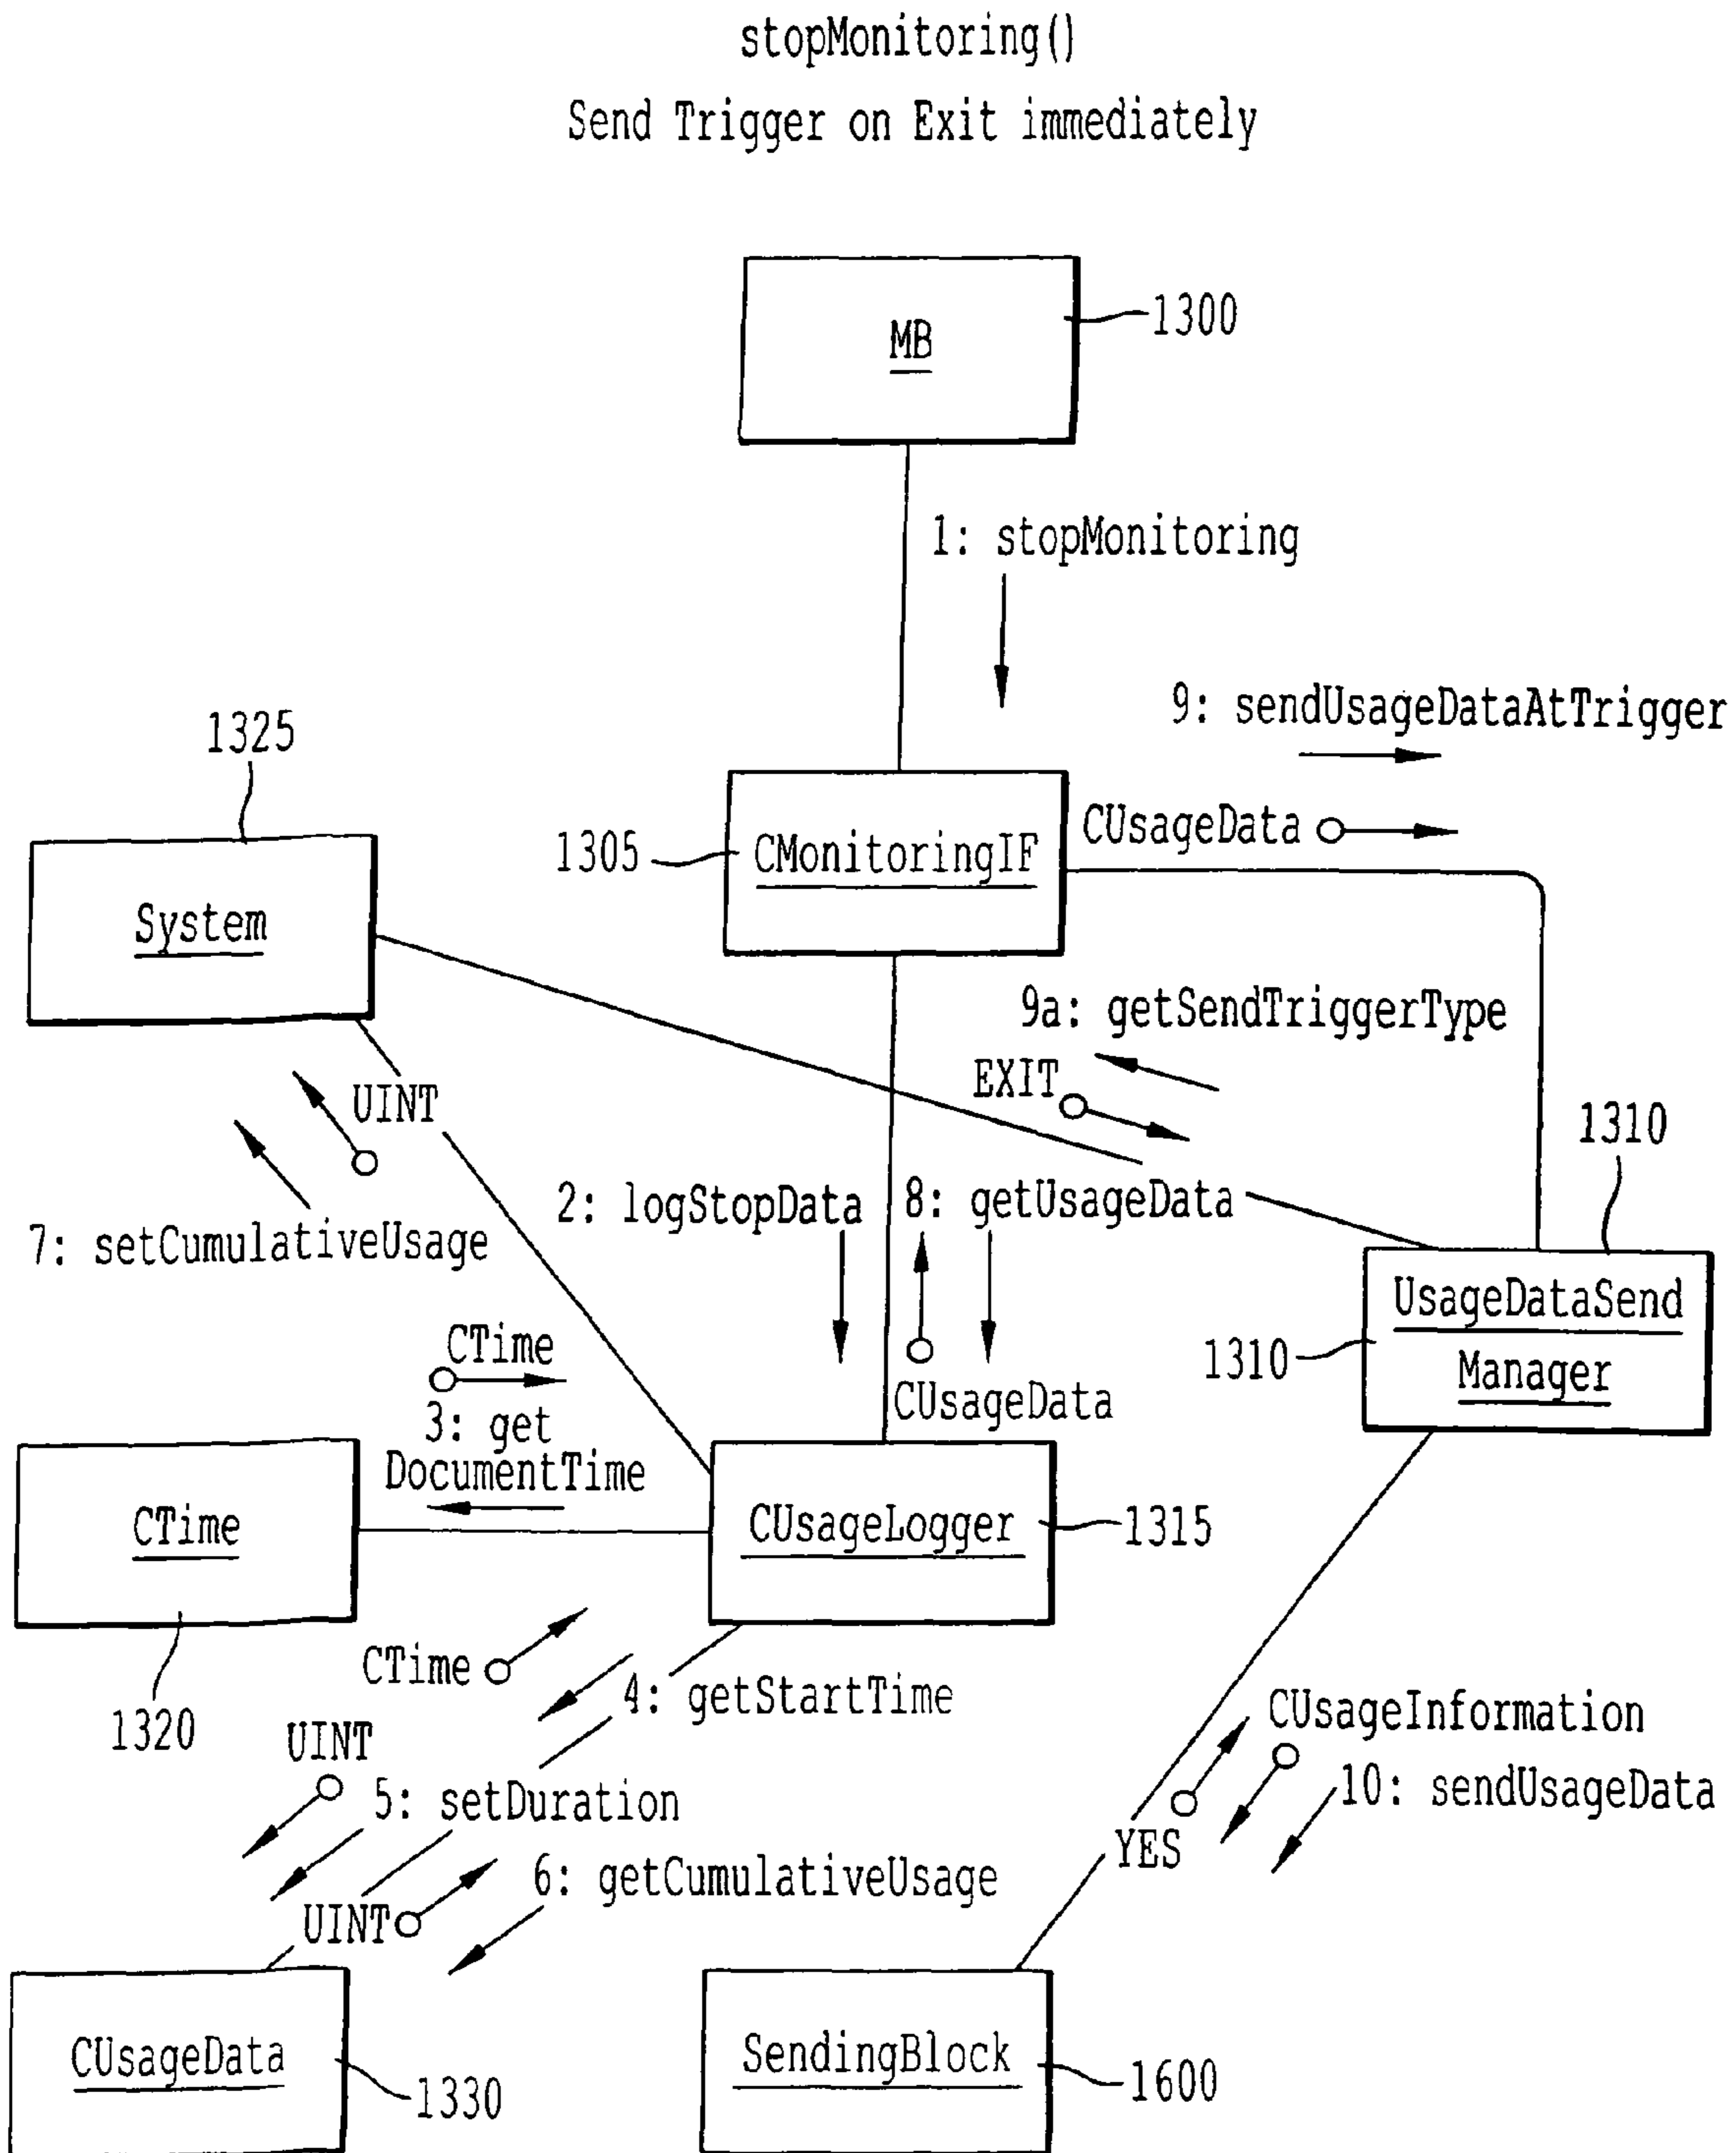 stopMonitoring()
Send Trigger on Exit immediately
MB
1300
1: stopMonitoring
9: sendUsageDataAtTrigger
1325
CUsageData
1305
CMonitoringIF
System
9a: getSendTriggerType
EXIT
UINT
1310
2: logStopData
8: getUsageData
7: setCumulativeUsage
UsageDataSend
Manager
1310
CTime
CUsageData
3: get
DocumentTime
CTime
CUsageLogger
1315
CTime
4: getStartTime
1320
UINT
CUsageInformation
5: setDuration
10: sendUsageData
YES
6: getCumulativeUsage
UINT
CUsageData
SendingBlock
1330
1600